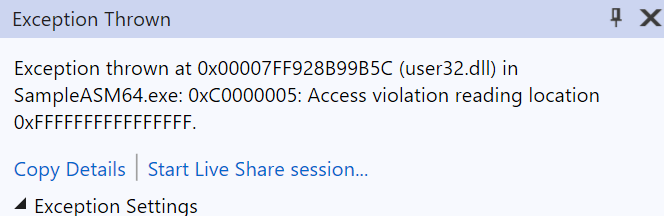 Exception Thrown
Exception thrown at 0x00007FF928B99B5C (user32.dll) in
SampleASM64.exe: 0xC0000005: Access violation reading location
0xFFFFFFFFFFFFFFFF.
Copy Details | Start Live Share session...
Exception Settings